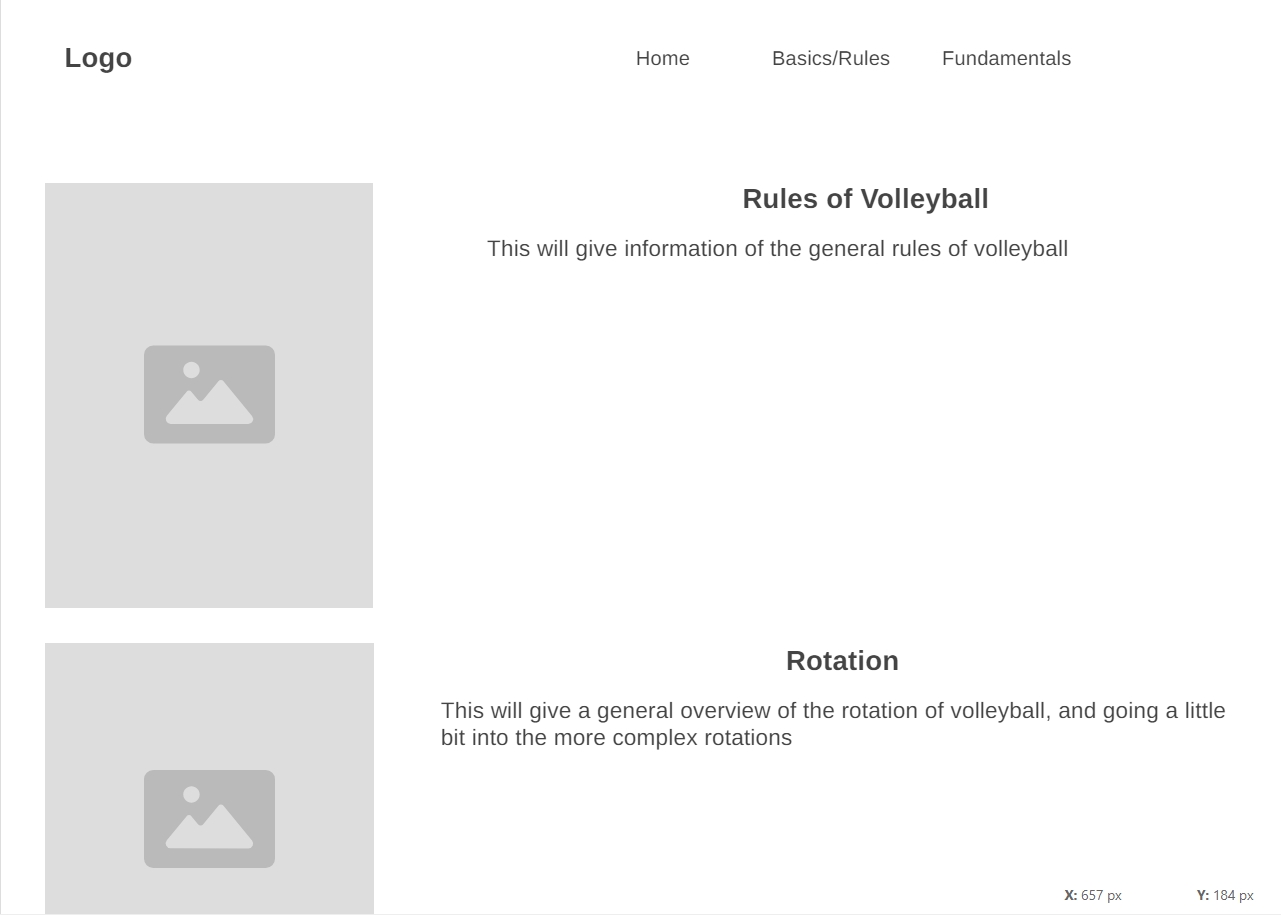 Logo
Home
Basics/Rules
Fundamentals
Rules of Volleyball
This will give information of the general rules of volleyball
Rotation
This will give a general overview of the rotation of volleyball, and going a little
bit into the more complex rotations
X: 657 px
Y: 184 px